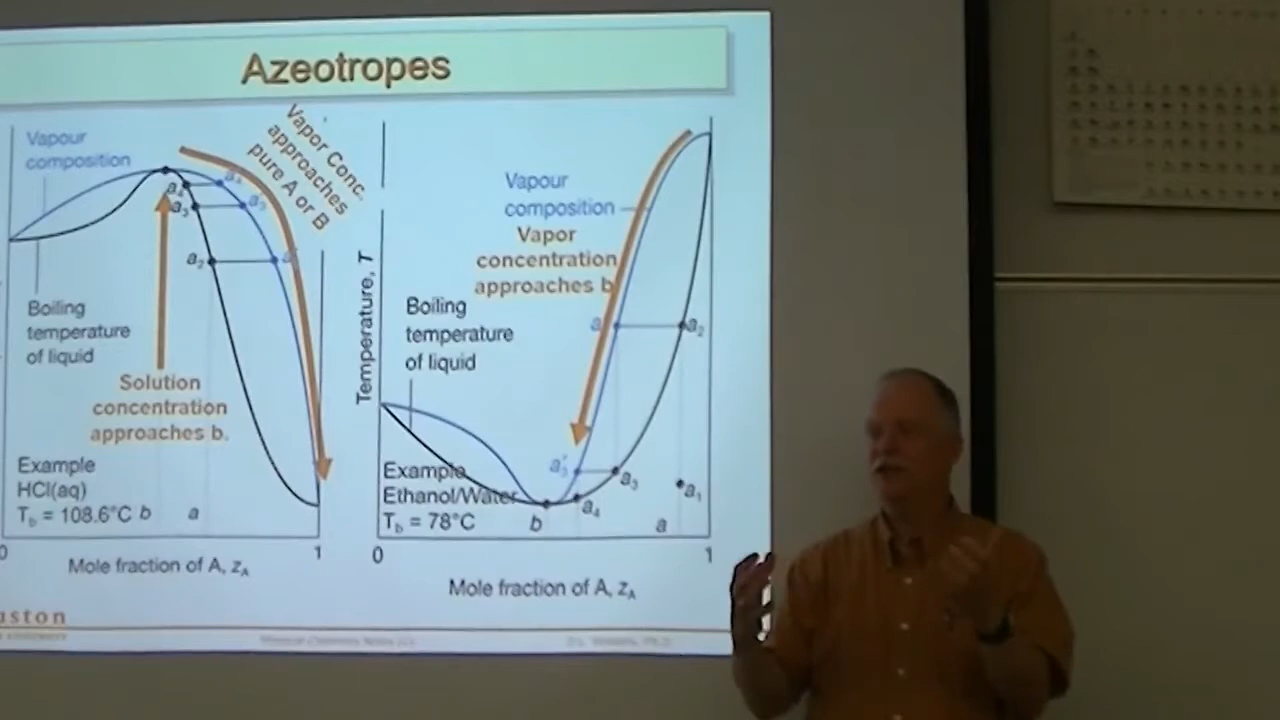 Azeotropes
Vapour
composition
Vapor Conc.
approaches
pure A or B
a₄
a₃
a₂
Boiling
temperature
of liquid
Solution
concentration
approaches b.
Example
HCl(aq)
T_b = 108.6°C b a
0 1
Mole fraction of A, z_A
Temperature, T
Vapour
composition
Vapor
concentration
approaches b
Boiling
temperature
of liquid
a₂
a₃'
a₃
a₁
a₄
Example
Ethanol/Water
T_b = 78°C b a
0 1
Mole fraction of A, z_A